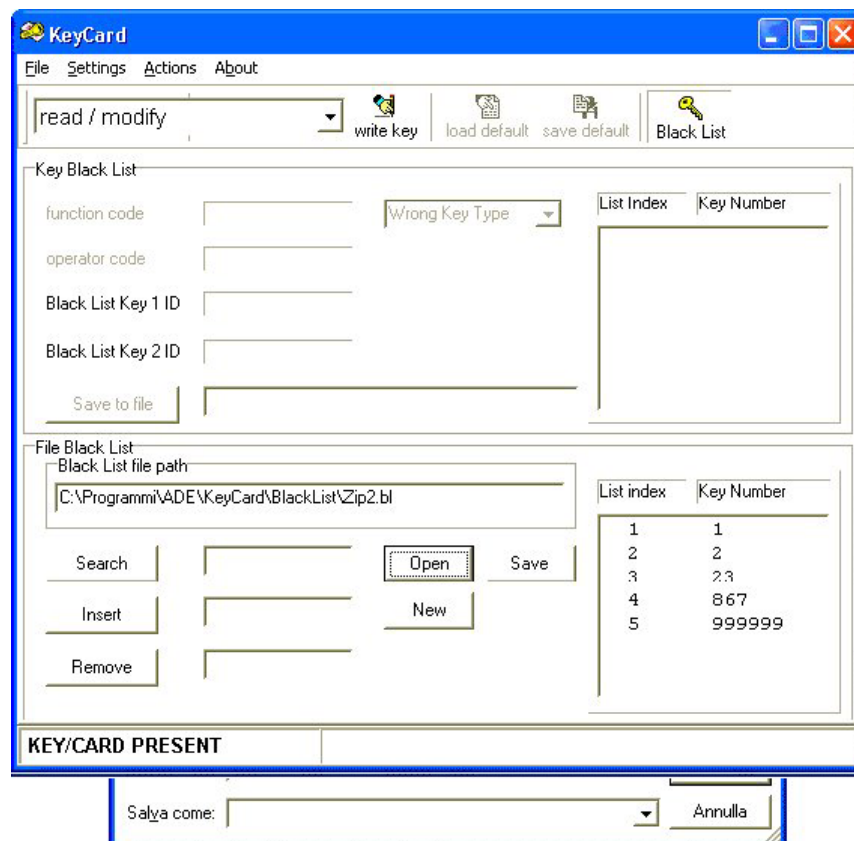 KeyCard
File Settings Actions About
read / modify write key load default save default Black List
Key Black List
function code Wrong Key Type List Index Key Number
operator code
Black List Key 1 ID
Black List Key 2 ID
Save to file
File Black List
Black List file path
C:\Programmi\ADE\KeyCard\BlackList\Zip2.bl List index Key Number
1 1
Search Open Save 2 2
3 23
Insert New 4 867
5 999999
Remove
KEY/CARD PRESENT
Salva come: Annulla